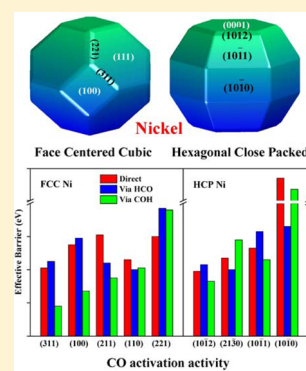 (0001)
(221)
(111)
(1012)
(311)
(1011)
(100)
(1010)
Nickel
Face Centered Cubic Hexagonal Close Packed
Effective Barrier (eV)
FCC Ni Direct HCP Ni
Via HCO
Via COH
(311) (100) (211) (110) (221) (1012) (2130) (1011) (1010)
CO activation activity